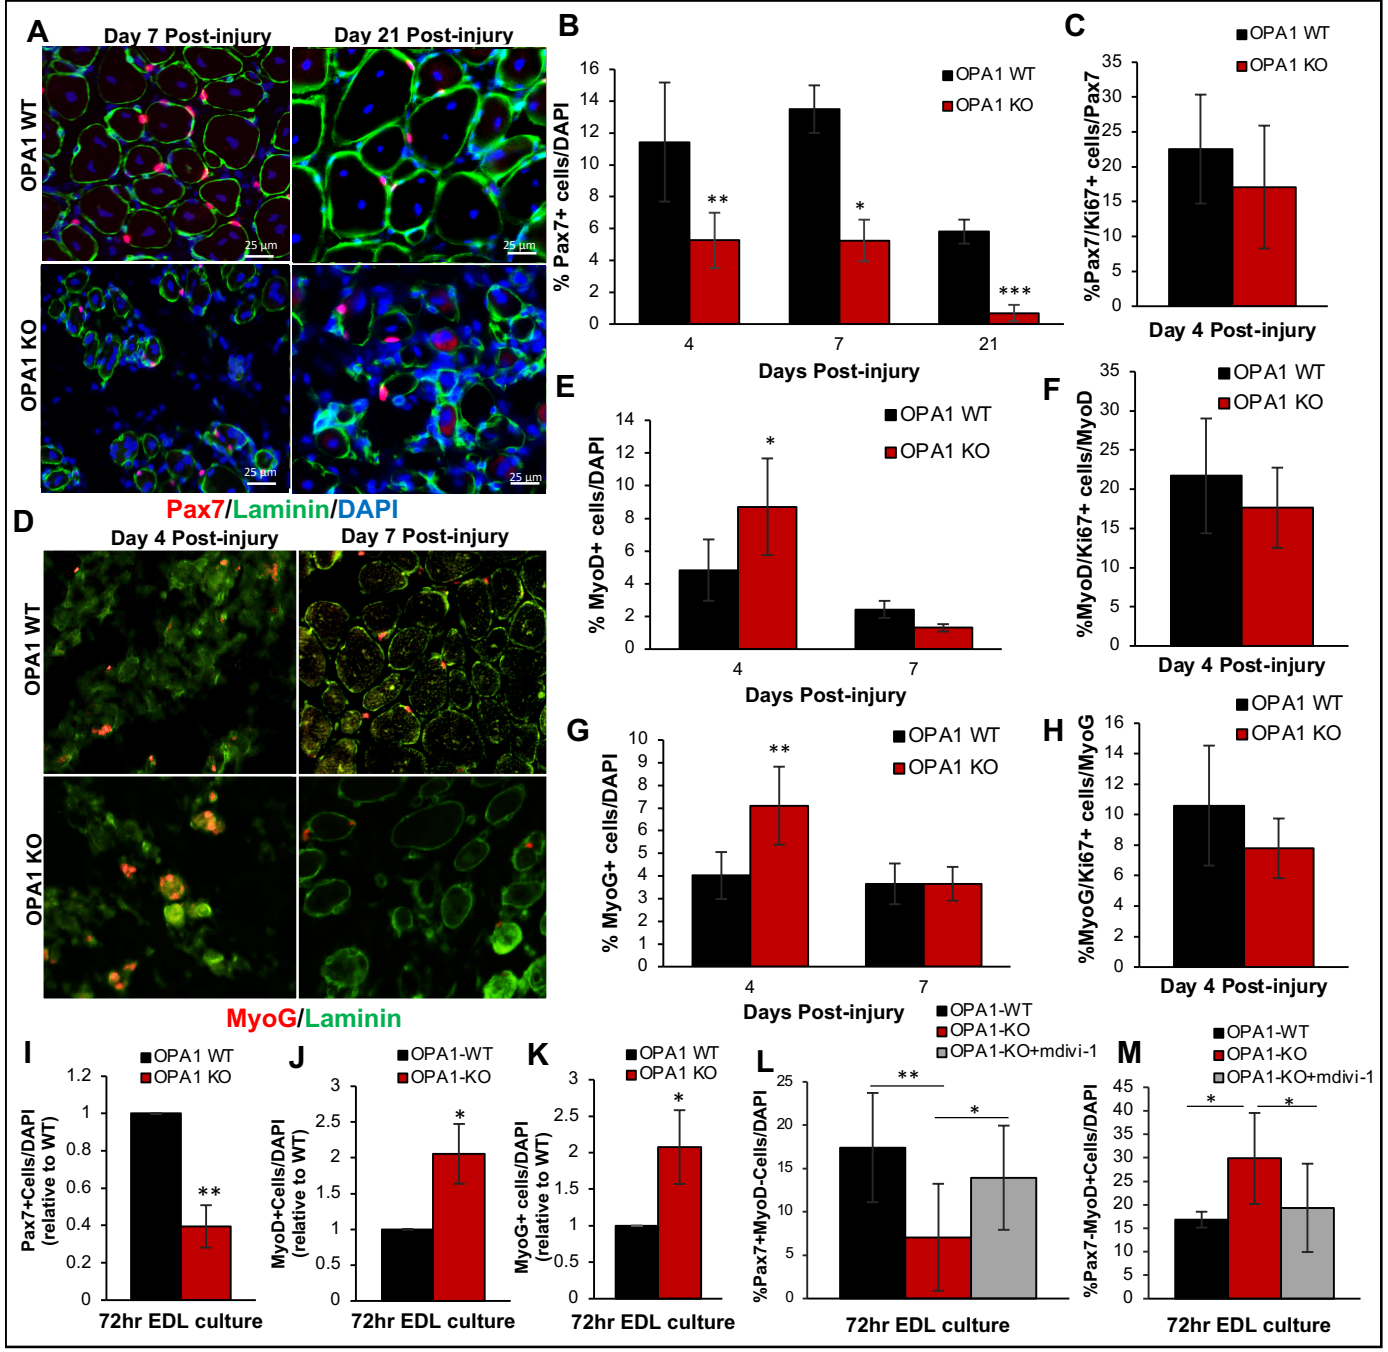 A
Day 7 Post-injury
Day 21 Post-injury
OPA1 WT
OPA1 KO
25 μm
25 μm
25 μm
25 μm
Pax7/Laminin/DAPI
B
OPA1 WT
OPA1 KO
% Pax7+ cells/DAPI
16
14
12
10
8
6
4
2
0
**
*
***
4
7
21
Days Post-injury
C
OPA1 WT
OPA1 KO
%Pax7/Ki67+ cells/Pax7
35
30
25
20
15
10
5
0
Day 4 Post-injury
D
Day 4 Post-injury
Day 7 Post-injury
OPA1 WT
OPA1 KO
MyoG/Laminin
E
OPA1 WT
OPA1 KO
% MyoD+ cells/DAPI
14
12
10
8
6
4
2
0
*
4
7
Days Post-injury
F
OPA1 WT
OPA1 KO
%MyoD/Ki67+ cells/MyoD
35
30
25
20
15
10
5
0
Day 4 Post-injury
G
OPA1 WT
OPA1 KO
% MyoG+ cells/DAPI
10
9
8
7
6
5
4
3
2
1
0
**
4
7
Days Post-injury
H
OPA1 WT
OPA1 KO
%MyoG/Ki67+ cells/MyoG
16
14
12
10
8
6
4
2
0
Day 4 Post-injury
I
OPA1 WT
OPA1 KO
Pax7+Cells/DAPI
(relative to WT)
1.2
1
0.8
0.6
0.4
0.2
0
**
72hr EDL culture
J
OPA1-WT
OPA1-KO
MyoD+Cells/DAPI
(relative to WT)
3
2.5
2
1.5
1
0.5
0
*
72hr EDL culture
K
OPA1 WT
OPA1 KO
MyoG+ cells/DAPI
(relative to WT)
3
2.5
2
1.5
1
0.5
0
*
72hr EDL culture
L
OPA1-WT
OPA1-KO
OPA1-KO+mdivi-1
%Pax7+MyoD-Cells/DAPI
25
20
15
10
5
0
**
*
72hr EDL culture
M
OPA1-WT
OPA1-KO
OPA1-KO+mdivi-1
%Pax7-MyoD+Cells/DAPI
45
40
35
30
25
20
15
10
5
0
*
*
72hr EDL culture